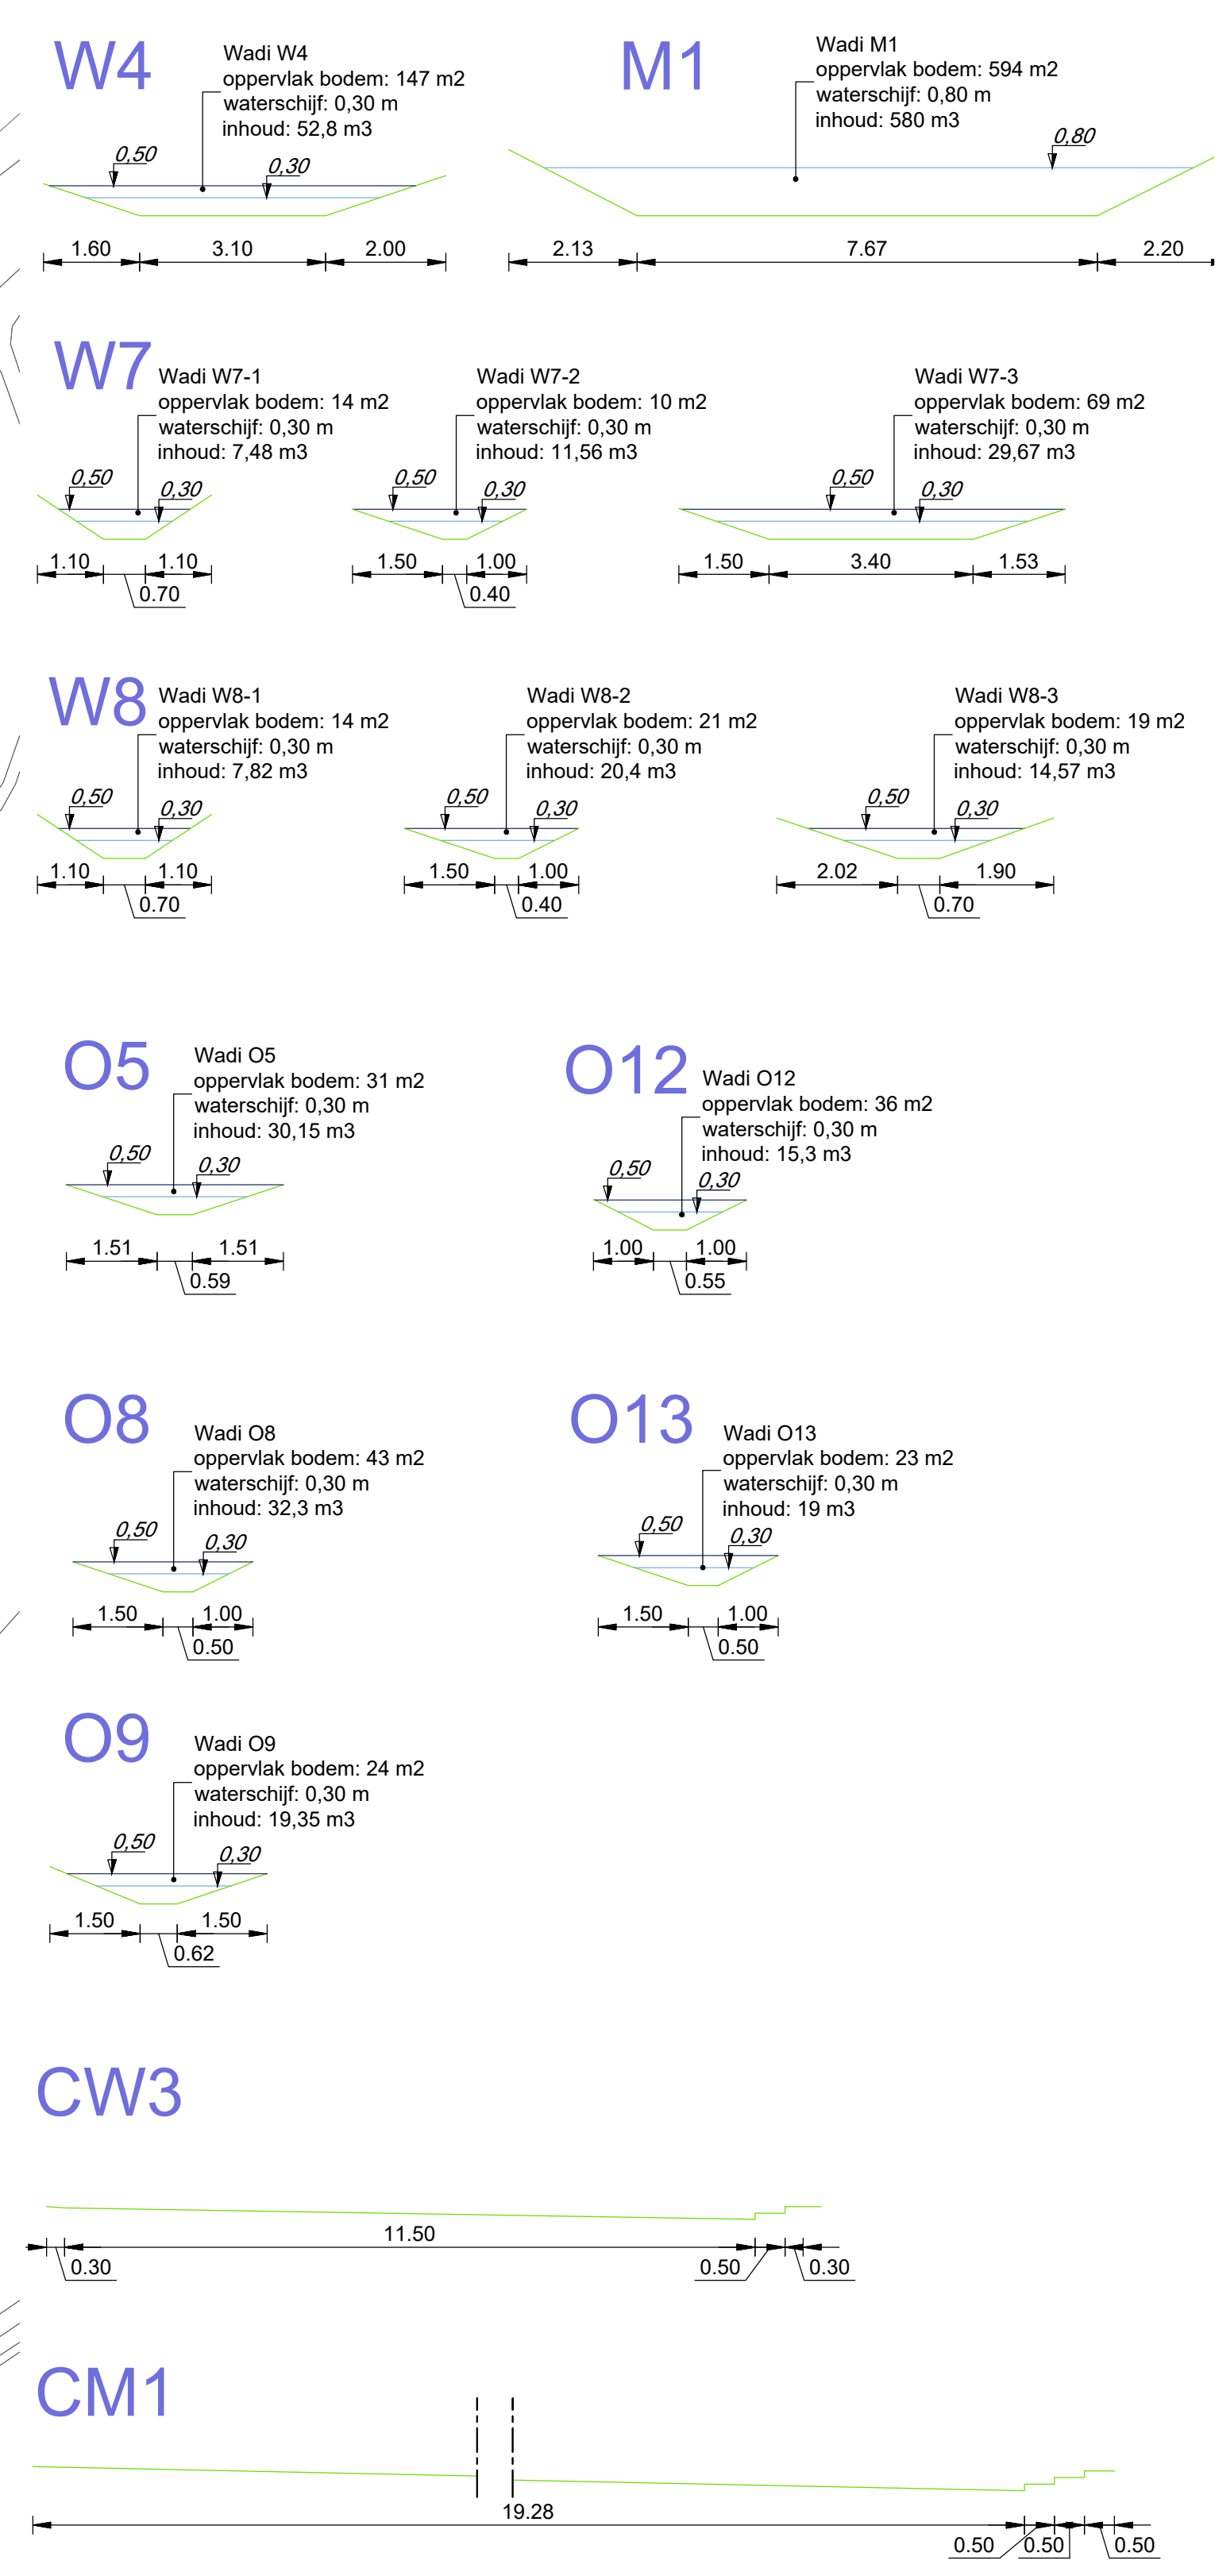 W4
Wadi W4
oppervlak bodem: 147 m2
waterschijf: 0,30 m
inhoud: 52,8 m3
0,50
0,30
1.60
3.10
2.00
M1
Wadi M1
oppervlak bodem: 594 m2
waterschijf: 0,80 m
inhoud: 580 m3
0,80
2.13
7.67
2.20
W7
Wadi W7-1
oppervlak bodem: 14 m2
waterschijf: 0,30 m
inhoud: 7,48 m3
0,50
0,30
1.10
1.10
0.70
Wadi W7-2
oppervlak bodem: 10 m2
waterschijf: 0,30 m
inhoud: 11,56 m3
0,50
0,30
1.50
1.00
0.40
Wadi W7-3
oppervlak bodem: 69 m2
waterschijf: 0,30 m
inhoud: 29,67 m3
0,50
0,30
1.50
3.40
1.53
W8
Wadi W8-1
oppervlak bodem: 14 m2
waterschijf: 0,30 m
inhoud: 7,82 m3
0,50
0,30
1.10
1.10
0.70
Wadi W8-2
oppervlak bodem: 21 m2
waterschijf: 0,30 m
inhoud: 20,4 m3
0,50
0,30
1.50
1.00
0.40
Wadi W8-3
oppervlak bodem: 19 m2
waterschijf: 0,30 m
inhoud: 14,57 m3
0,50
0,30
2.02
1.90
0.70
O5
Wadi O5
oppervlak bodem: 31 m2
waterschijf: 0,30 m
inhoud: 30,15 m3
0,50
0,30
1.51
1.51
0.59
O12
Wadi O12
oppervlak bodem: 36 m2
waterschijf: 0,30 m
inhoud: 15,3 m3
0,50
0,30
1.00
1.00
0.55
O8
Wadi O8
oppervlak bodem: 43 m2
waterschijf: 0,30 m
inhoud: 32,3 m3
0,50
0,30
1.50
1.00
0.50
O13
Wadi O13
oppervlak bodem: 23 m2
waterschijf: 0,30 m
inhoud: 19 m3
0,50
0,30
1.50
1.00
0.50
O9
Wadi O9
oppervlak bodem: 24 m2
waterschijf: 0,30 m
inhoud: 19,35 m3
0,50
0,30
1.50
1.50
0.62
CW3
11.50
0.30
0.50
0.30
CM1
19.28
0.50
0.50
0.50